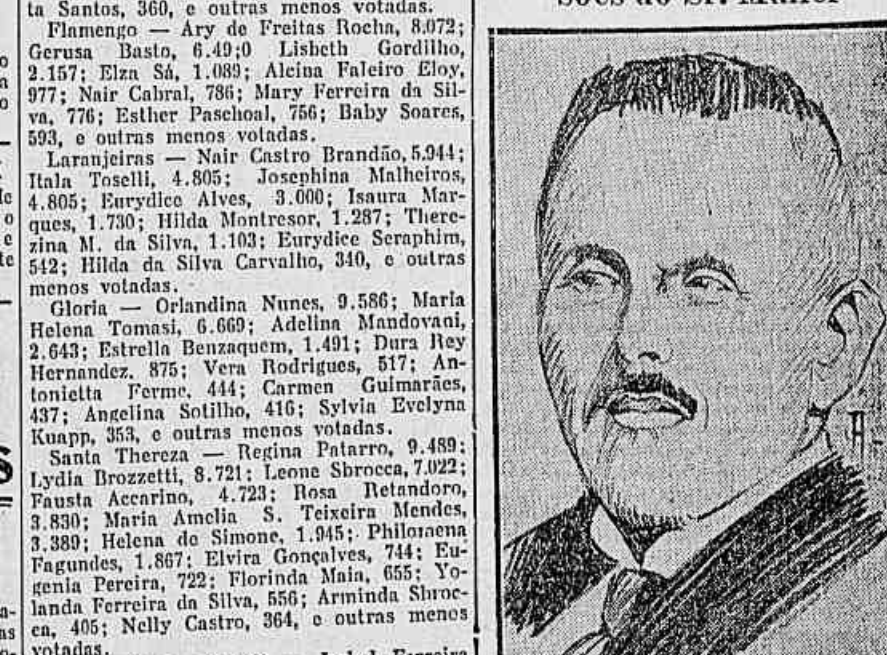 ta Santos, 360, e outras menos votadas.
Flamengo — Ary de Freitas Rocha, 8.072;
Gerusa Basto, 6.49;0 Lisbeth Gordilho,
2.157; Elza Sá, 1.089; Alcina Faleiro Eloy,
977; Nair Cabral, 786; Mary Ferreira da Sil-
va, 776; Esther Paschoal, 756; Baby Soares,
593, e outras menos votadas.
Laranjeiras — Nair Castro Brandão, 5.944;
Itala Toselli, 4.805; Josephina Malheiros,
4.805; Eurydice Alves, 3.000; Isaura Mar-
ques, 1.730; Hilda Montresor, 1.287; There-
zina M. da Silva, 1.103; Eurydice Seraphim,
542; Hilda da Silva Carvalho, 340, e outras
menos votadas.
Gloria — Orlandina Nunes, 9.586; Maria
Helena Tomasi, 6.669; Adelina Mandovani,
2.643; Estrella Benzaquem, 1.491; Dura Rey
Hernandez, 875; Vera Rodrigues, 517; An-
tonietta Ferme, 444; Carmen Guimarães,
437; Angelina Sotilho, 416; Sylvia Evelyna
Kuapp, 353, e outras menos votadas.
Santa Thereza — Regina Patarro, 9.489;
Lydia Brozzetti, 8.721; Leone Sbrocca, 7.022;
Fausta Accarino, 4.723; Rosa Retandoro,
3.830; Maria Amelia S. Teixeira Mendes,
3.389; Helena de Simone, 1.945; Philomena
Fagundes, 1.867; Elvira Gonçalves, 744; Eu-
genia Pereira, 722; Florinda Maia, 655; Yo-
landa Ferreira da Silva, 556; Arminda Sbroc-
ca, 405; Nelly Castro, 364, e outras menos
votadas.